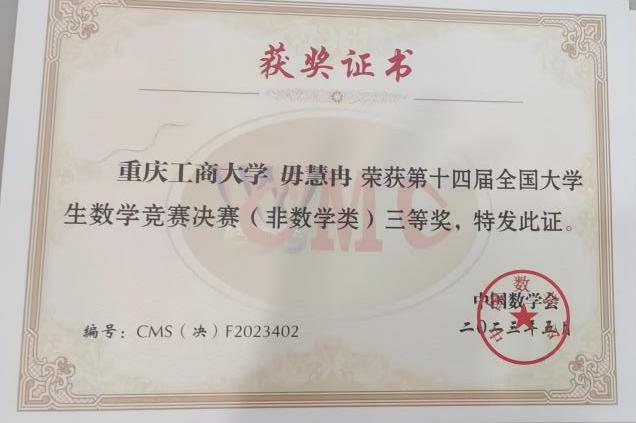 获奖证书
重庆工商大学 毋慧冉 荣获第十四届全国大学
生数学竞赛决赛（非数学类）三等奖，特发此证。
CMC
中国数学会
编号：CMS（决）F2023402
二〇二三年五月